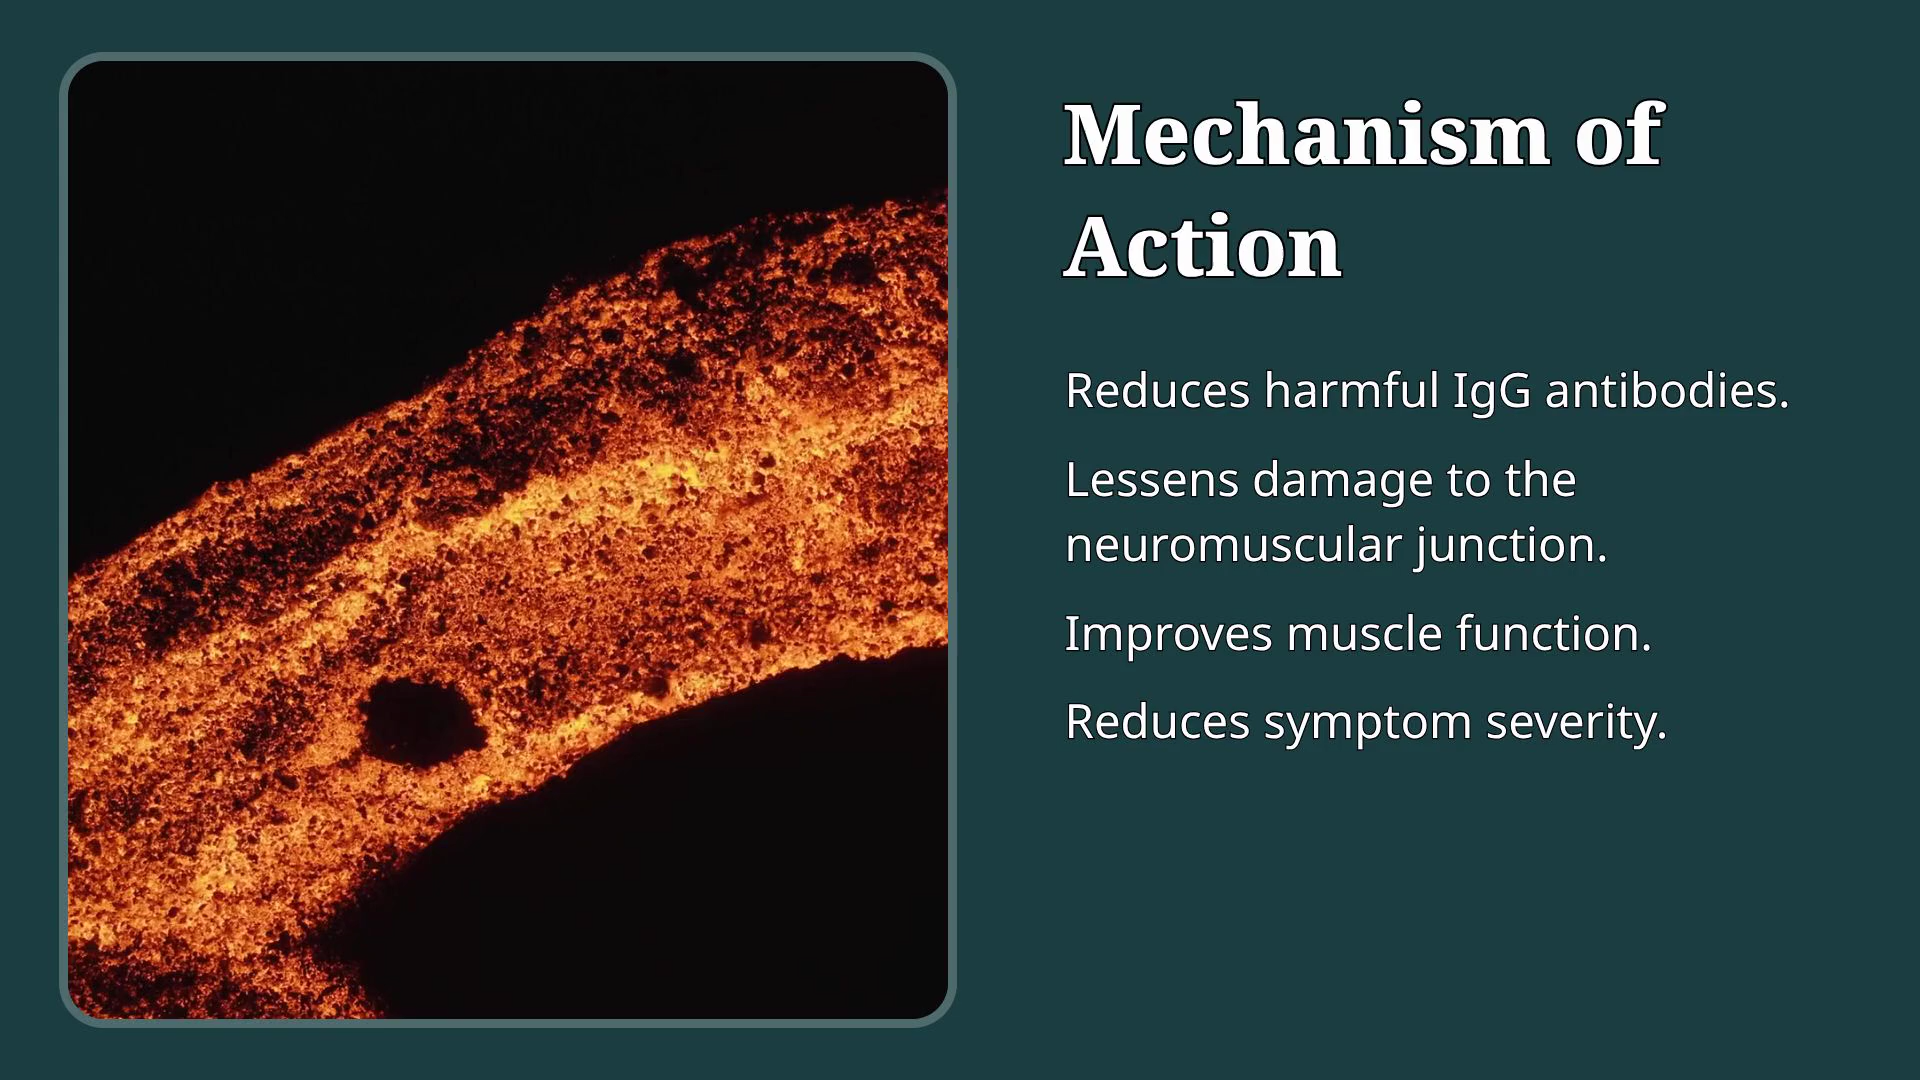 Mechanism of
Action
Reduces harmful IgG antibodies.
Lessens damage to the
neuromuscular junction.
Improves muscle function.
Reduces symptom severity.